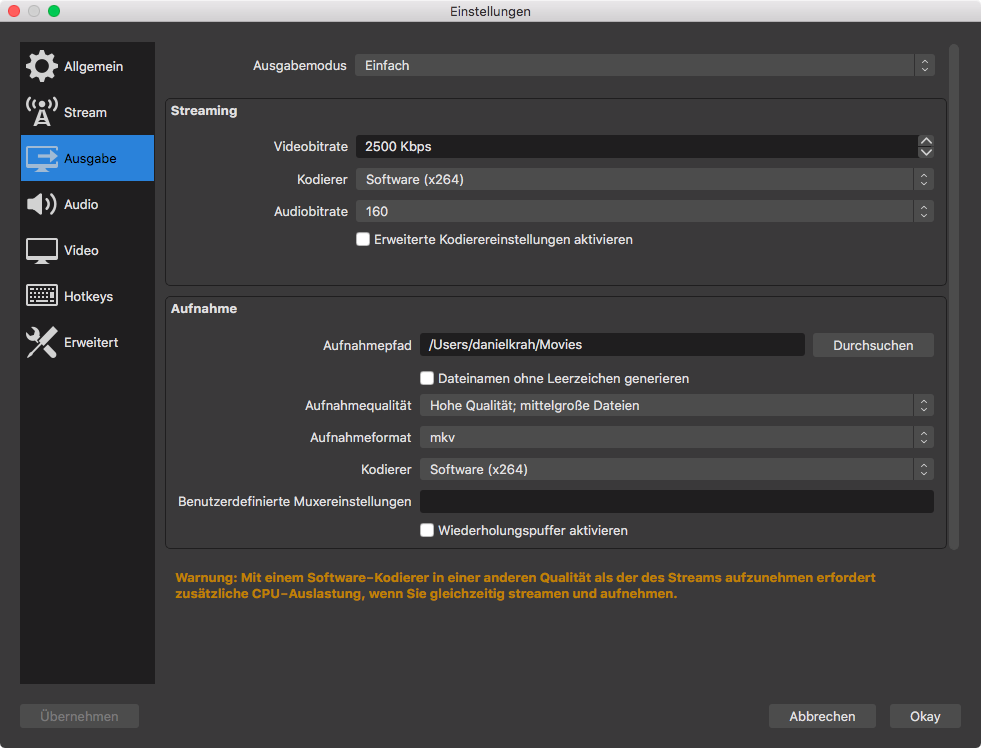 Einstellungen
Allgemein
Stream
Ausgabe
Audio
Video
Hotkeys
Erweitert
Ausgabemodus Einfach
Streaming
Videobitrate 2500 Kbps
Kodierer Software (x264)
Audiobitrate 160
Erweiterte Kodierereinstellungen aktivieren
Aufnahme
Aufnahmepfad /Users/danielkrah/Movies Durchsuchen
Dateinamen ohne Leerzeichen generieren
Aufnahmequalität Hohe Qualität; mittelgroße Dateien
Aufnahmeformat mkv
Kodierer Software (x264)
Benutzerdefinierte Muxereinstellungen
Wiederholungspuffer aktivieren
Warnung: Mit einem Software-Kodierer in einer anderen Qualität als der des Streams aufzunehmen erfordert
zusätzliche CPU-Auslastung, wenn Sie gleichzeitig streamen und aufnehmen.
Übernehmen Abbrechen Okay